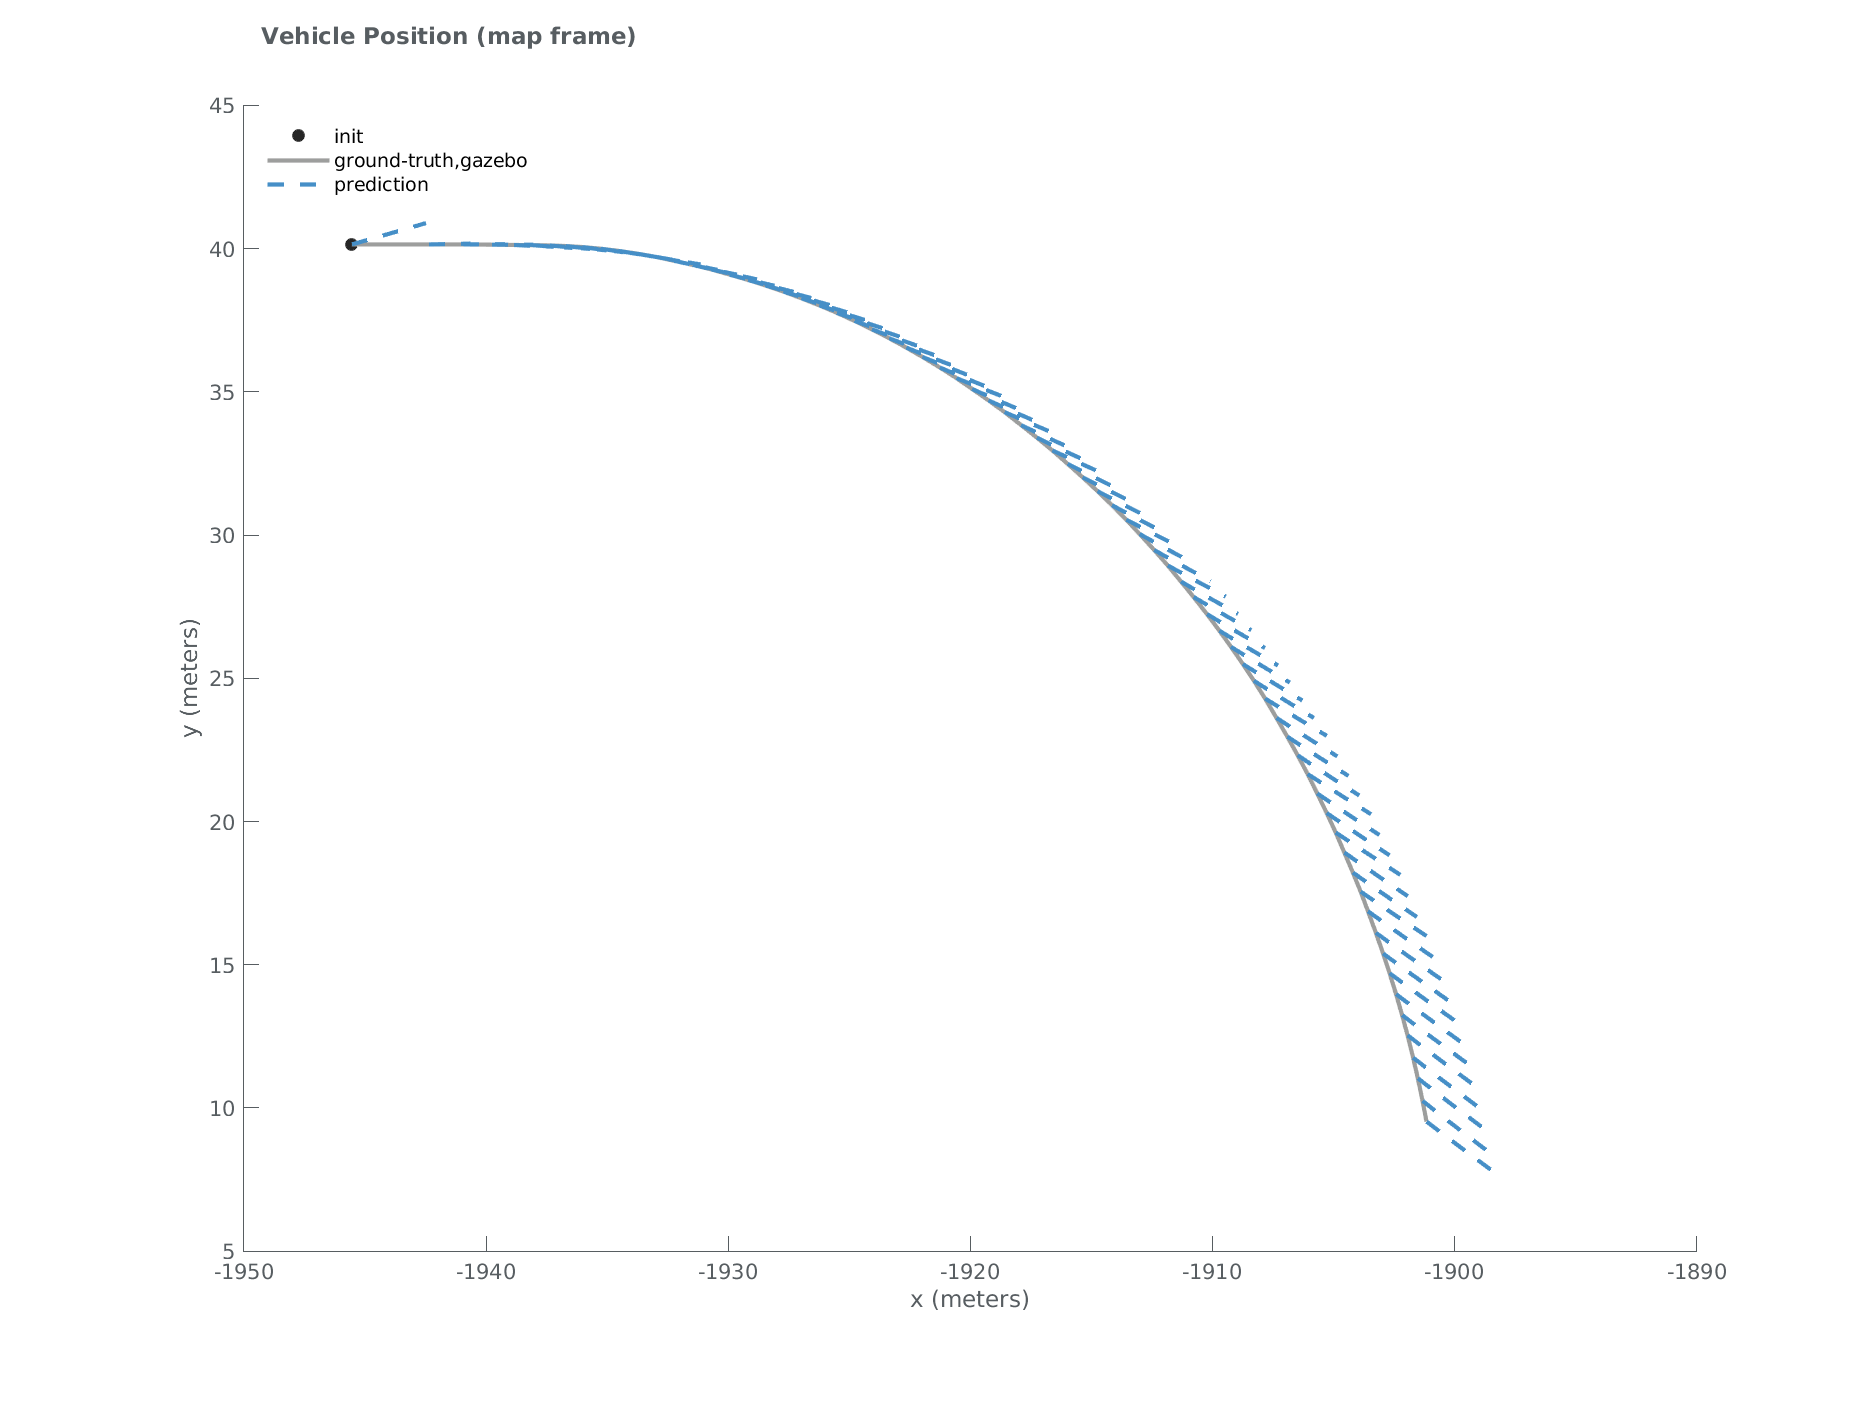 Vehicle Position (map frame)
45
init
ground-truth,gazebo
prediction
40
35
30
25
20
15
10
5
y (meters)
-1950
-1940
-1930
-1920
-1910
-1900
-1890
x (meters)